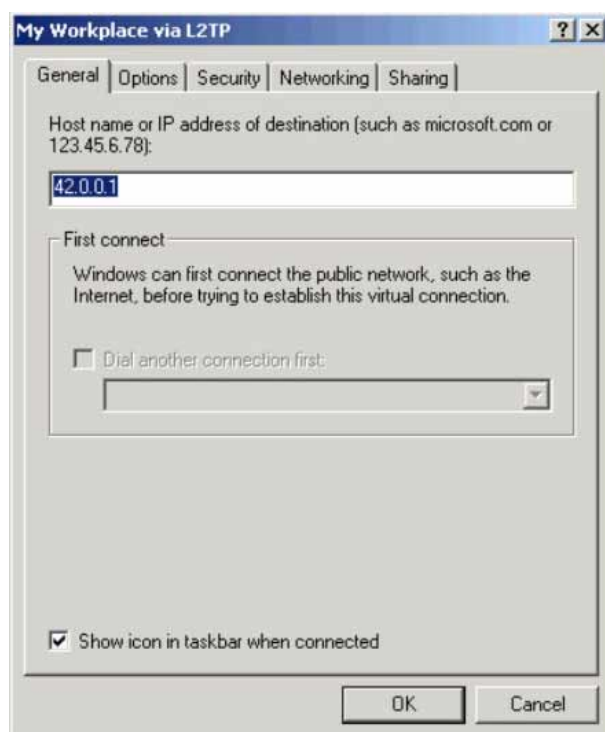 My Workplace via L2TP
General Options Security Networking Sharing
Host name or IP address of destination (such as microsoft.com or
123.45.6.78):
42.0.0.1
First connect
Windows can first connect the public network, such as the
Internet, before trying to establish this virtual connection.
Dial another connection first:
Show icon in taskbar when connected
OK Cancel